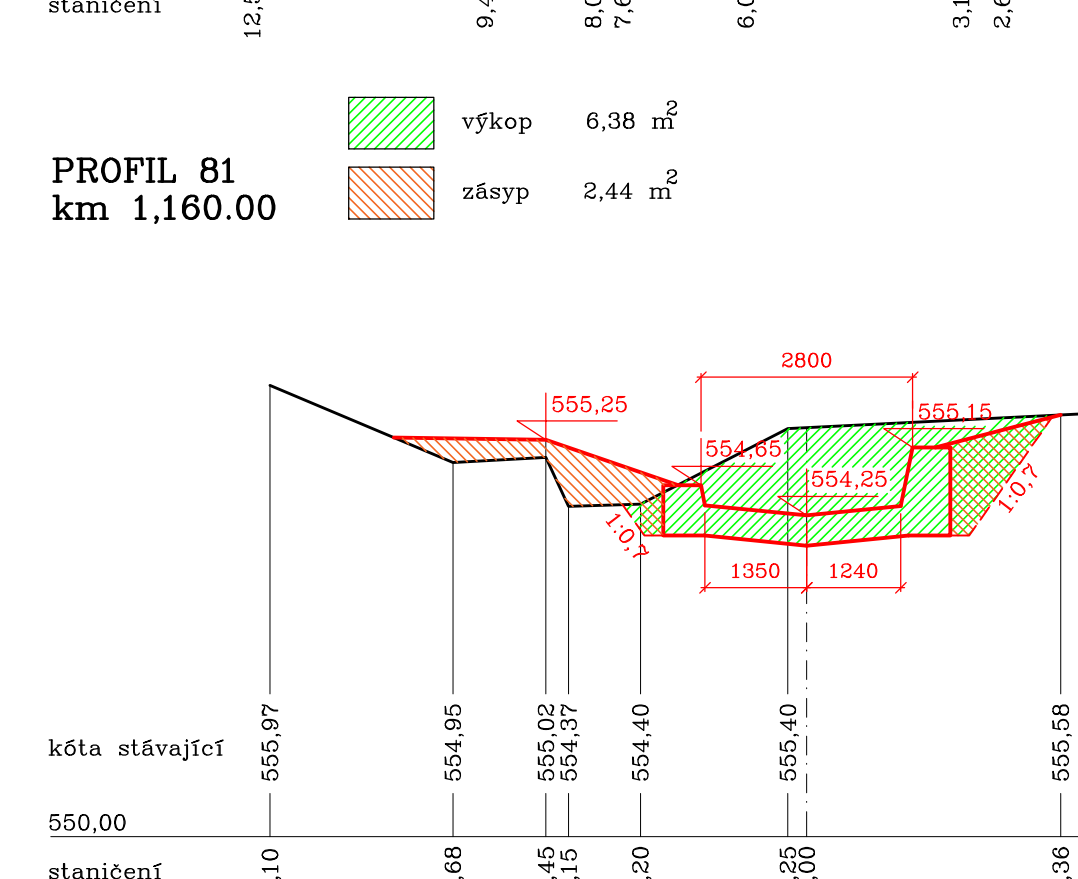 staničení
výkop 6,38 m²
PROFIL 81
zásyp 2,44 m²
km 1,160.00
2800
555,25
555,15
554,65
554,25
1:0,7
1:0,7
1350
1240
kóta stávající 555,97 554,95 555,02 554,37 554,40 555,40 555,58
550,00
staničení